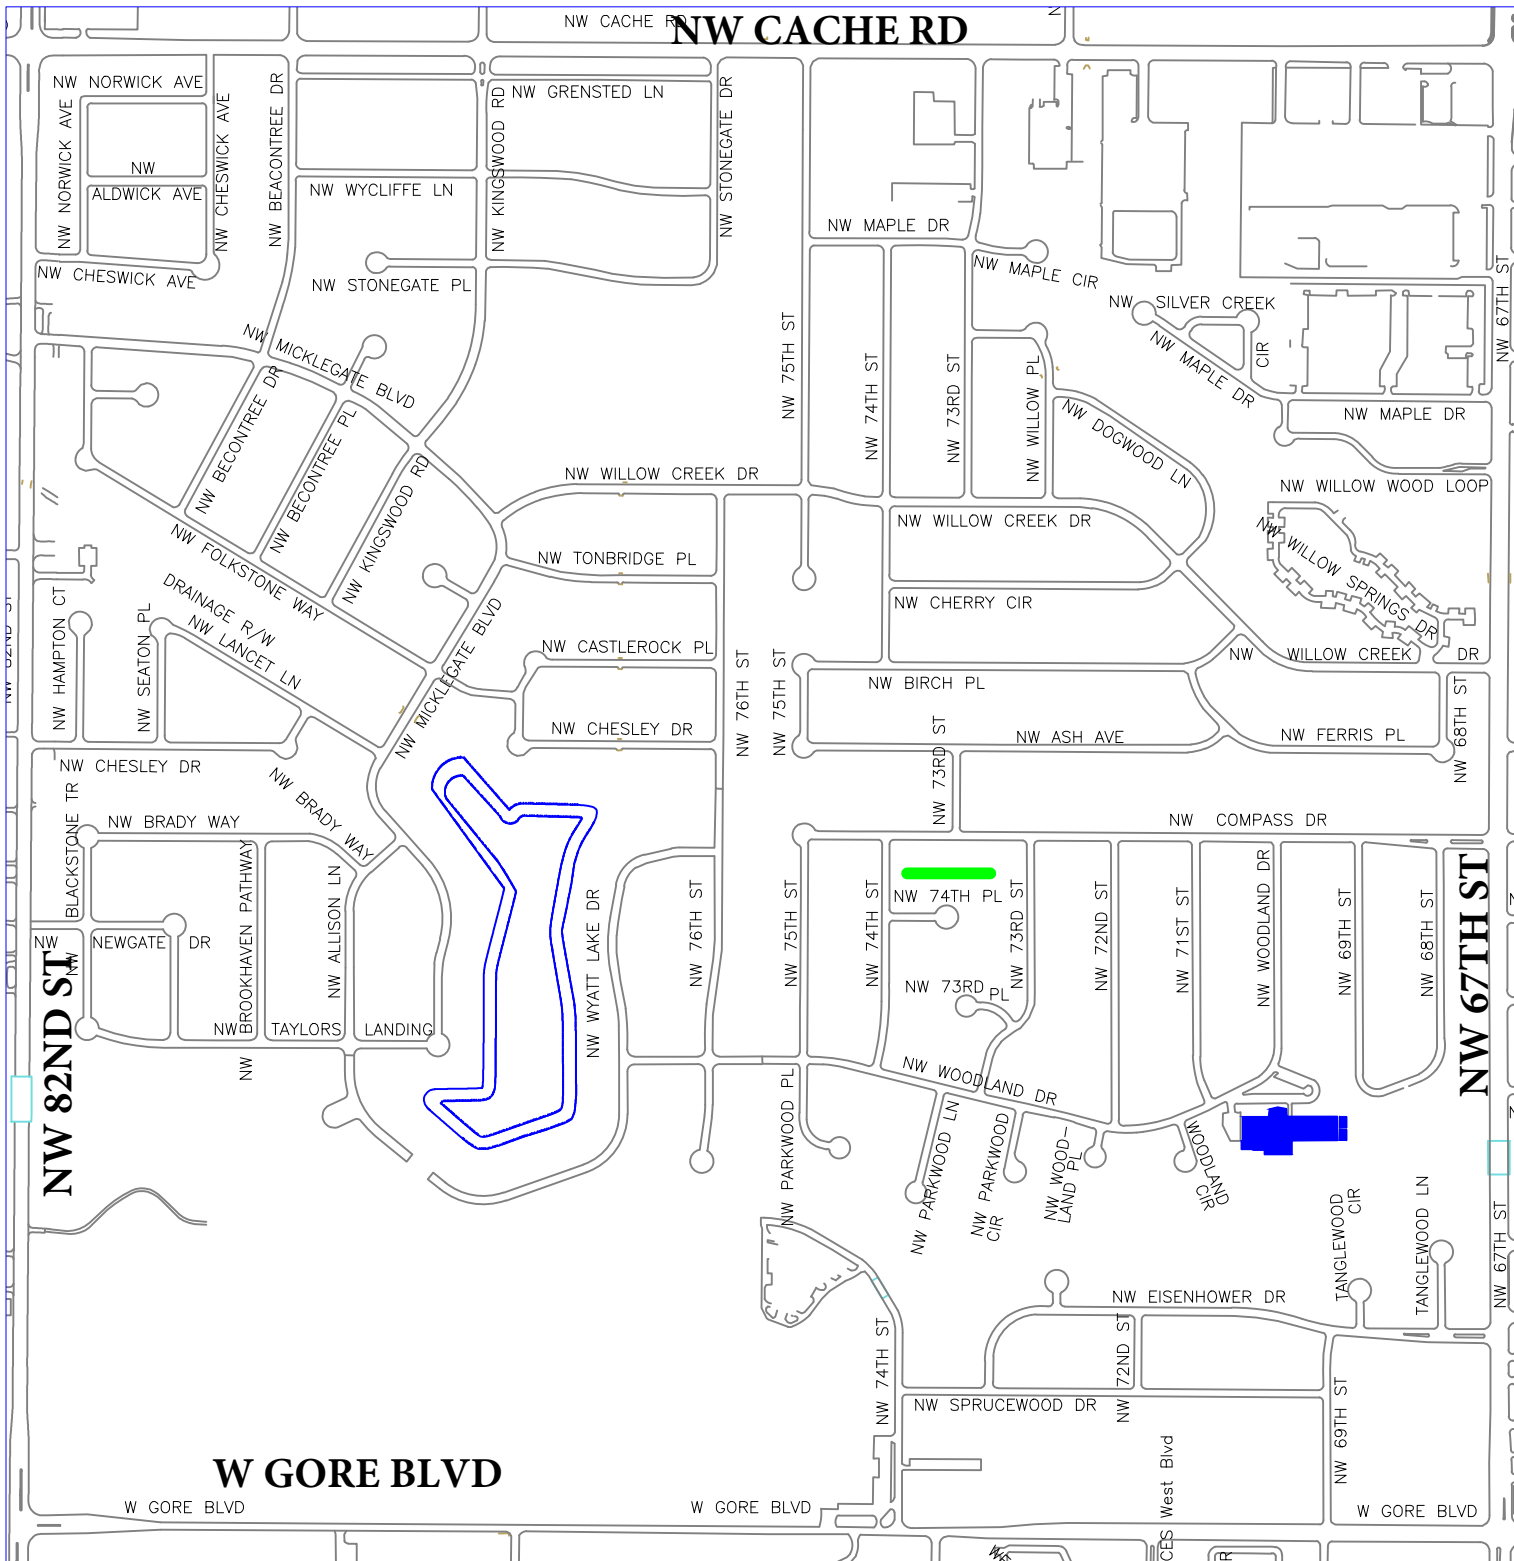 NW CACHE RD
NW CACHE RD
NW NORWICK AVE
NW NORWICK AVE
NW CHESWICK AVE
NW BEACONTREE DR
NW KINGSWOOD RD
NW GRENSTED LN
NW STONEGATE DR
NW
ALDWICK AVE
NW WYCLIFFE LN
NW CHESWICK AVE
NW STONEGATE PL
NW MAPLE DR
NW MAPLE CIR
NW SILVER CREEK
CIR
NW MAPLE DR
NW MAPLE DR
NW 67TH ST
NW MICKLEGATE BLVD
NW BECONTREE DR
NW BECONTREE PL
NW KINGSWOOD RD
NW 75TH ST
NW 74TH ST
NW 73RD ST
NW WILLOW PL
NW DOGWOOD LN
NW WILLOW CREEK DR
NW WILLOW WOOD LOOP
NW WILLOW CREEK DR
NW WILLOW SPRINGS DR
NW FOLKSTONE WAY
NW TONBRIDGE PL
NW CHERRY CIR
DRAINAGE R/W
NW LANCET LN
NW HAMPTON CT
NW SEATON PL
NW MICKLEGATE BLVD
NW CASTLEROCK PL
NW 76TH ST
NW 75TH ST
NW WILLOW CREEK DR
NW BIRCH PL
NW 68TH ST
NW CHESLEY DR
NW 73RD ST
NW ASH AVE
NW FERRIS PL
NW CHESLEY DR
NW BRADY WAY
NW BRADY WAY
NW BLACKSTONE TR
NW COMPASS DR
NW BROOKHAVEN PATHWAY
NW ALLISON LN
NW WYATT LAKE DR
NW 76TH ST
NW 75TH ST
NW 74TH ST
NW 74TH PL
NW 73RD ST
NW 72ND ST
NW 71ST ST
NW WOODLAND DR
NW 69TH ST
NW 68TH ST
NW 67TH ST
NW NEWGATE DR
NW 82ND ST
NW 73RD PL
NW TAYLORS LANDING
NW
NW WOODLAND DR
NW PARKWOOD PL
NW PARKWOOD LN
NW PARKWOOD
CIR
NW WOOD-
LAND PL
WOODLAND
CIR
TANGLEWOOD
CIR
TANGLEWOOD LN
NW 67TH ST
NW EISENHOWER DR
NW 74TH ST
NW 72ND ST
NW SPRUCEWOOD DR
NW 69TH ST
W GORE BLVD
CES West Blvd
W GORE BLVD
W GORE BLVD
W GORE BLVD